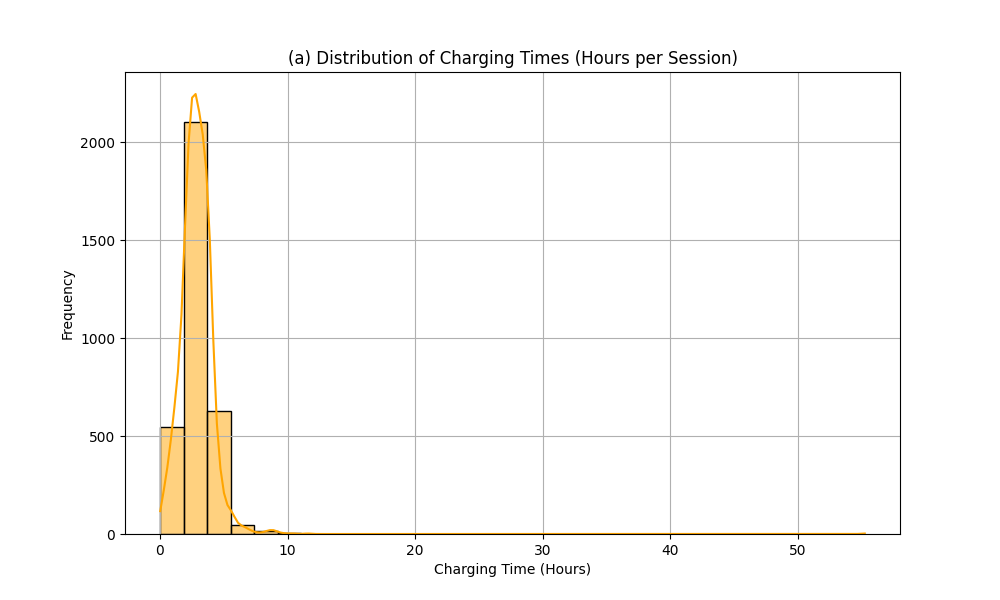 (a) Distribution of Charging Times (Hours per Session)
Frequency
2000
1500
1000
500
0
0 10 20 30 40 50
Charging Time (Hours)